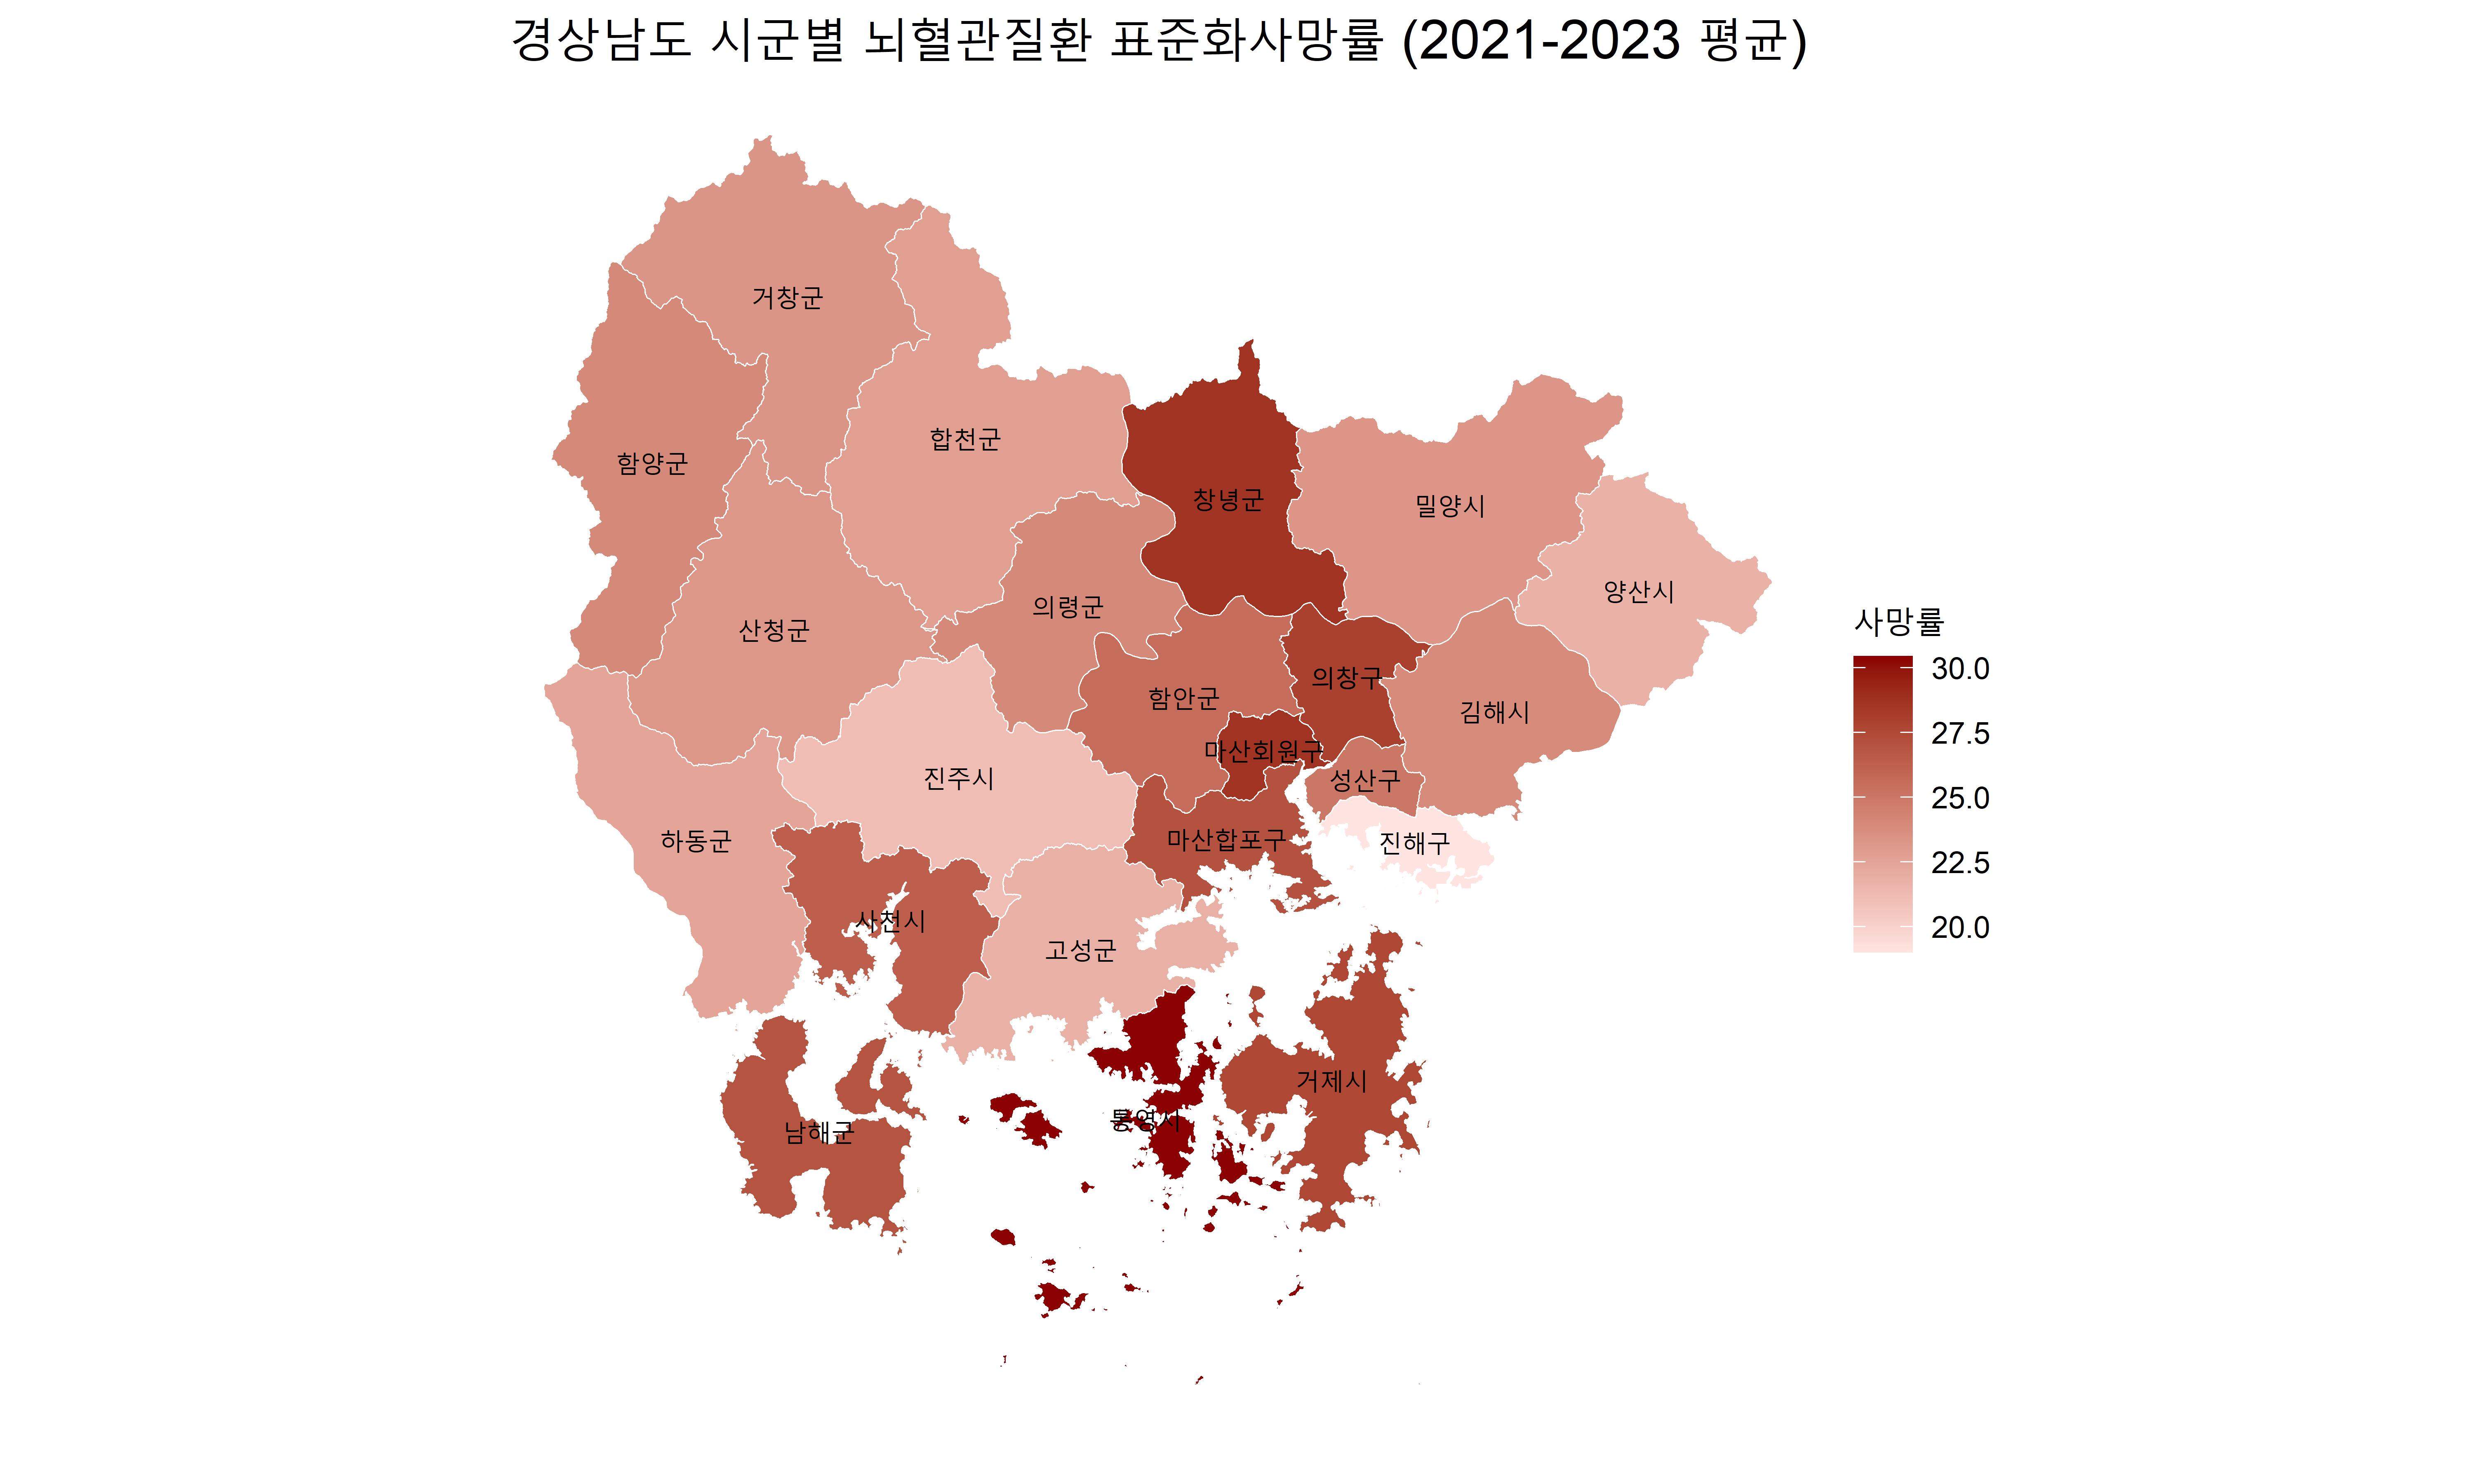 경상남도 시군별 뇌혈관질환 표준화사망률 (2021-2023 평균)
거창군
합천군
함양군
창녕군
밀양시
양산시
의령군
산청군
의창구
함안군
김해시
마산회원구
진주시
성산구
하동군
마산합포구
진해구
사천시
고성군
거제시
통영시
남해군
사망률
30.0
27.5
25.0
22.5
20.0